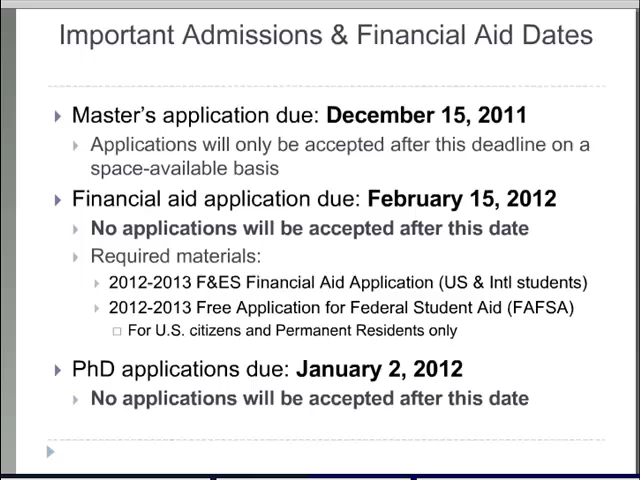 Important Admissions & Financial Aid Dates
Master's application due: December 15, 2011
Applications will only be accepted after this deadline on a
space-available basis
Financial aid application due: February 15, 2012
No applications will be accepted after this date
Required materials:
2012-2013 F&ES Financial Aid Application (US & Intl students)
2012-2013 Free Application for Federal Student Aid (FAFSA)
For U.S. citizens and Permanent Residents only
PhD applications due: January 2, 2012
No applications will be accepted after this date